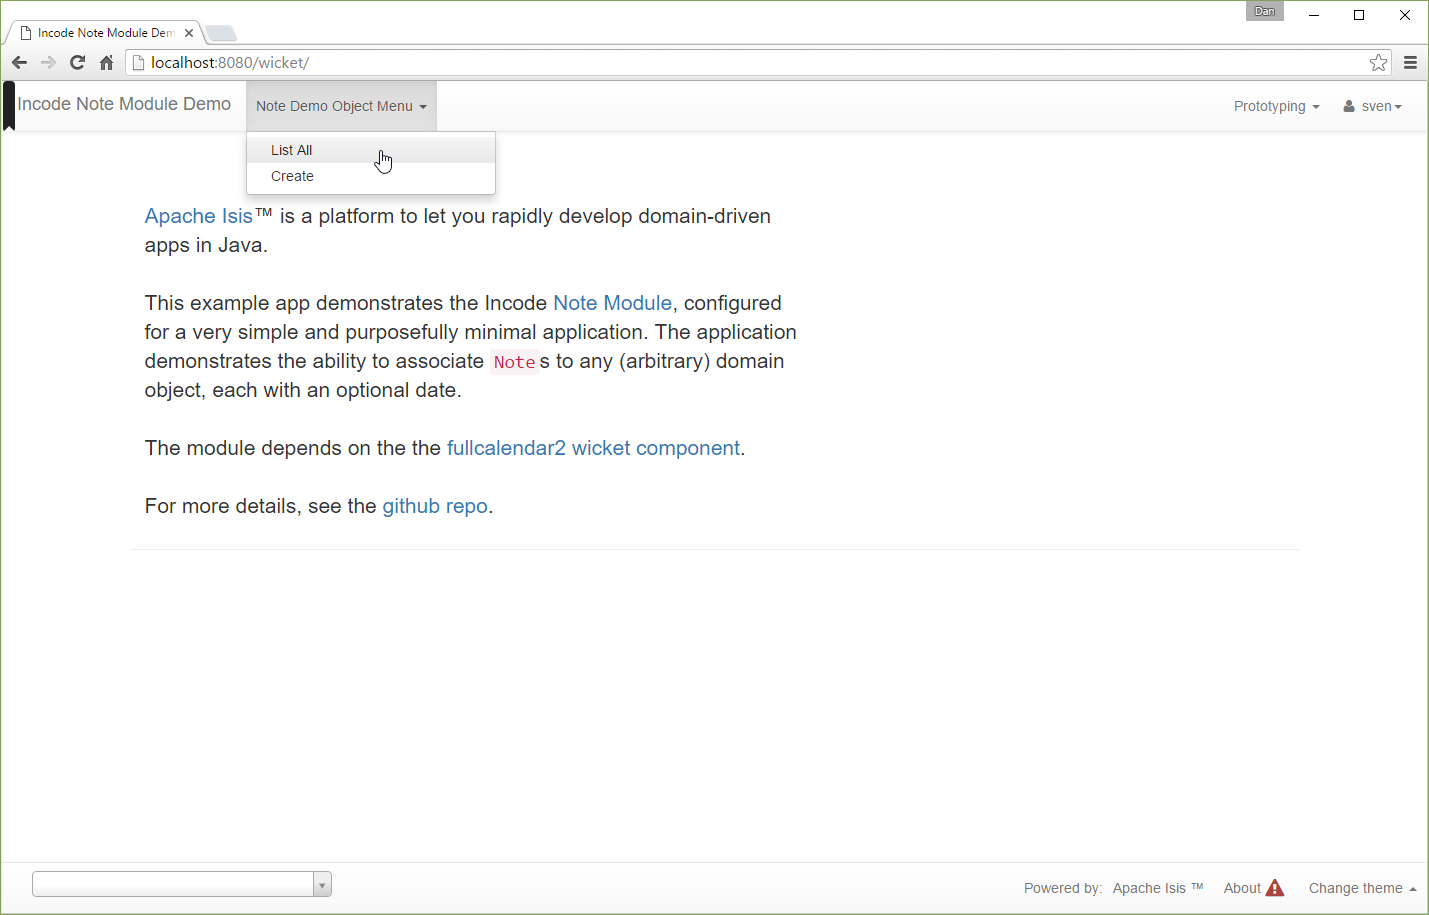 Dan
Incode Note Module Dem
localhost:8080/wicket/
Incode Note Module Demo Note Demo Object Menu Prototyping sven
List All
Create
Apache Isis™ is a platform to let you rapidly develop domain-driven
apps in Java.
This example app demonstrates the Incode Note Module, configured
for a very simple and purposefully minimal application. The application
demonstrates the ability to associate Notes to any (arbitrary) domain
object, each with an optional date.
The module depends on the the fullcalendar2 wicket component.
For more details, see the github repo.
Powered by: Apache Isis ™ About Change theme